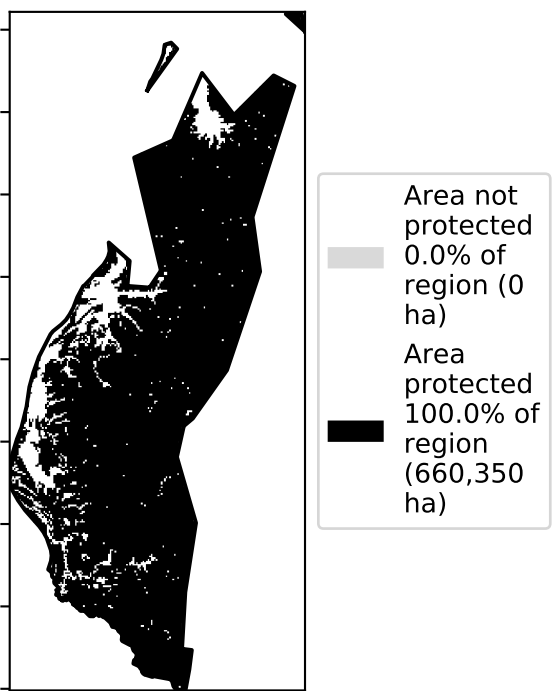 Area not
protected
0.0% of
region (0
ha)
Area
protected
100.0% of
region
(660,350
ha)